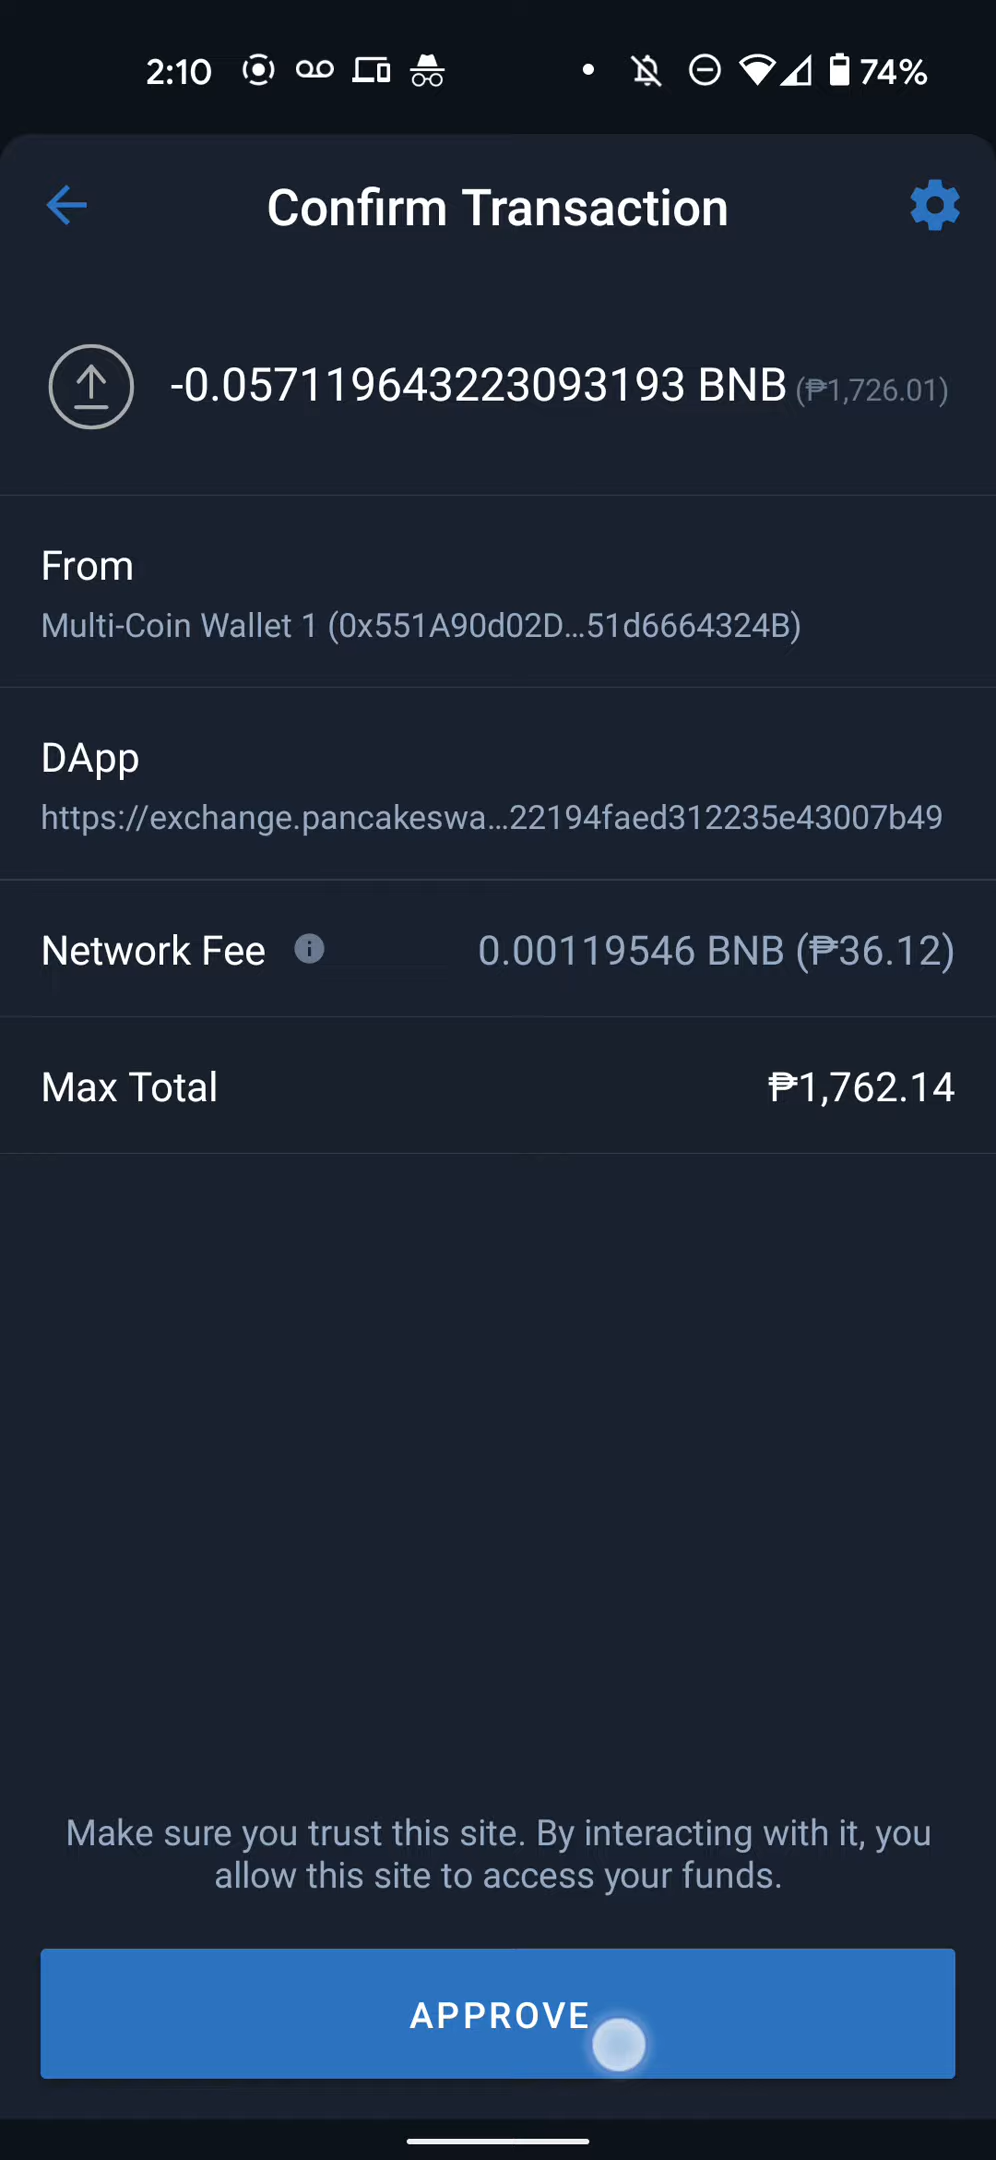 2:10 74%
Confirm Transaction
-0.057119643223093193 BNB (₱1,726.01)
From
Multi-Coin Wallet 1 (0x551A90d02D...51d6664324B)
DApp
https://exchange.pancakeswa...22194faed312235e43007b49
Network Fee 0.00119546 BNB (₱36.12)
Max Total ₱1,762.14
Make sure you trust this site. By interacting with it, you
allow this site to access your funds.
APPROVE